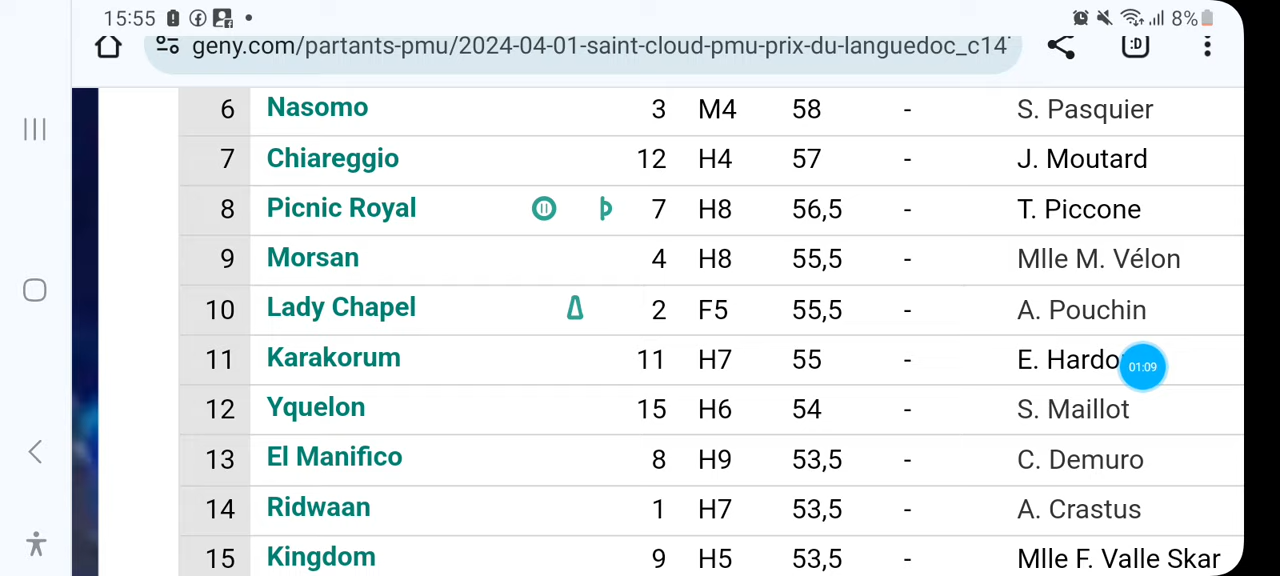 15:55 8%
geny.com/partants-pmu/2024-04-01-saint-cloud-pmu-prix-du-languedoc_c14
6 Nasomo 3 M4 58 - S. Pasquier
7 Chiareggio 12 H4 57 - J. Moutard
8 Picnic Royal 7 H8 56,5 - T. Piccone
9 Morsan 4 H8 55,5 - Mlle M. Vélon
10 Lady Chapel 2 F5 55,5 - A. Pouchin
11 Karakorum 11 H7 55 - E. 01:09
12 Yquelon 15 H6 54 - S. Maillot
13 El Manifico 8 H9 53,5 - C. Demuro
14 Ridwaan 1 H7 53,5 - A. Crastus
15 Kingdom 9 H5 53,5 - Mlle F. Valle Skar